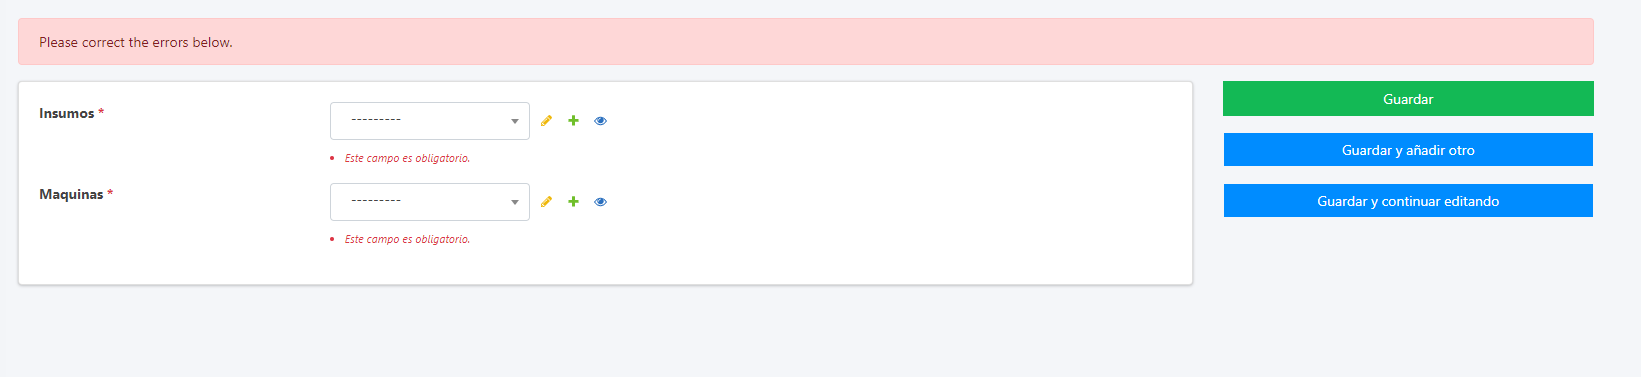 Please correct the errors below.
Insumos *
---------
Este campo es obligatorio.
Maquinas *
---------
Este campo es obligatorio.
Guardar
Guardar y añadir otro
Guardar y continuar editando